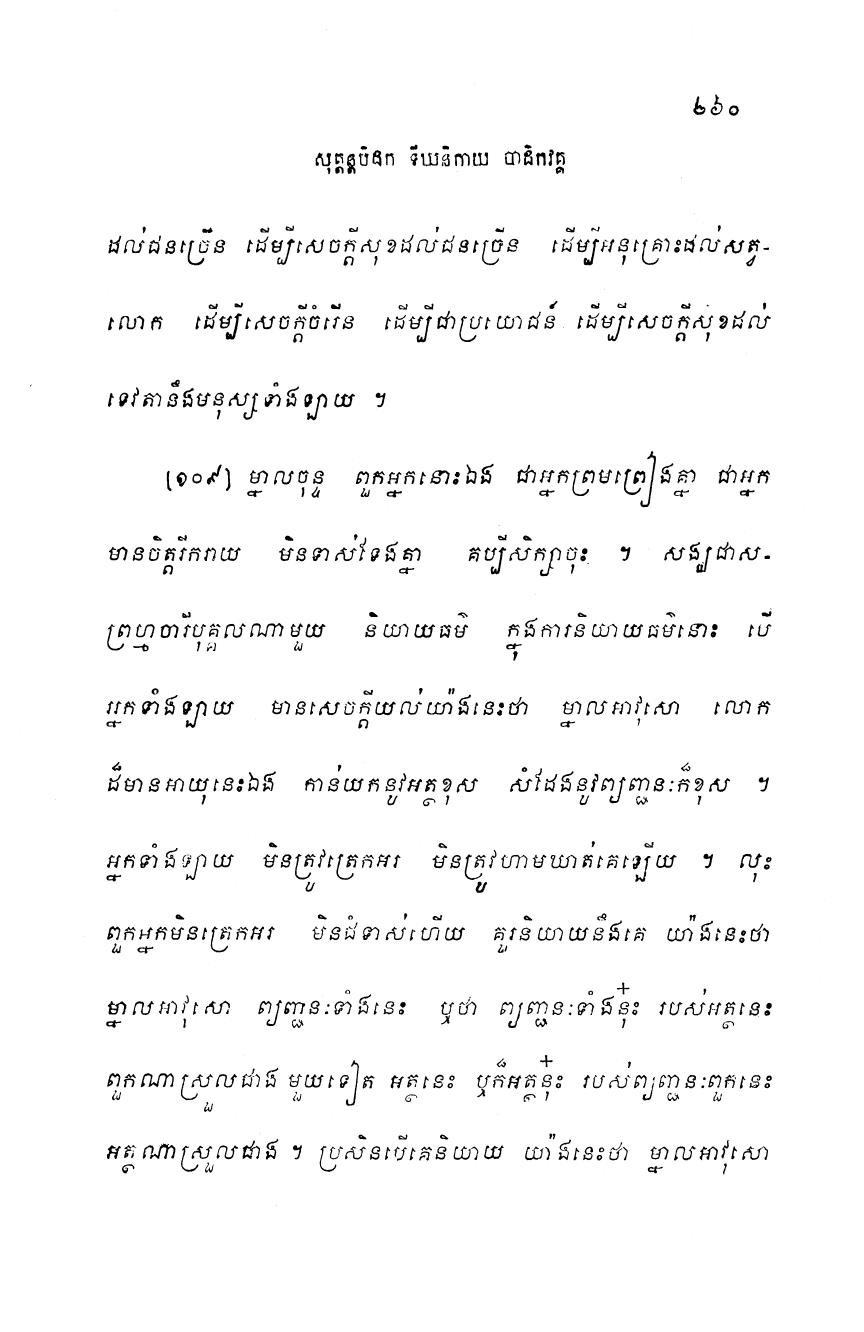 ២៦០
សុត្តន្តបិដក ទីឃនិកាយ បាដិកវគ្គ
ដល់ជនច្រើន ដើម្បីសេចក្តីសុខដល់ជនច្រើន ដើម្បីអនុគ្រោះដល់សត្វ-
លោក ដើម្បីសេចក្តីចំរើន ដើម្បីជាប្រយោជន៍ ដើម្បីសេចក្តីសុខដល់
ទេវតានឹងមនុស្សទាំងឡាយ ។
[១០៩] ម្នាលចុន្ទ ពួកអ្នកនោះឯង ជាអ្នកព្រមព្រៀងគ្នា ជាអ្នក
មានចិត្តរីករាយ មិនទាស់ទែងគ្នា គប្បីសិក្សាចុះ ។ សង្ឃជាស-
ព្រហ្មចារីបុគ្គលណាមួយ និយាយធម៌ ក្នុងការនិយាយធម៌នោះ បើ
អ្នកទាំងឡាយ មានសេចក្តីយល់យ៉ាងនេះថា ម្នាលអាវុសោ លោក
ដ៏មានអាយុនេះឯង កាន់យកនូវអត្ថខុស សំដែងនូវព្យញ្ជនៈក៏ខុស ។
អ្នកទាំងឡាយ មិនត្រូវត្រេកអរ មិនត្រូវហាមឃាត់គេឡើយ ។ លុះ
ពួកអ្នកមិនត្រេកអរ មិនជំទាស់ហើយ គួរនិយាយនឹងគេ យ៉ាងនេះថា
ម្នាលអាវុសោ ព្យញ្ជនៈទាំងនេះ ឬថា ព្យញ្ជនៈទាំងនុ៎ះ របស់អត្ថនេះ
ពួកណាស្រួលជាង មួយទៀត អត្ថនេះ ឬក៏អត្ថនុ៎ះ របស់ព្យញ្ជនៈពួកនេះ
អត្ថណាស្រួលជាង ។ ប្រសិនបើគេនិយាយ យ៉ាងនេះថា ម្នាលអាវុសោ